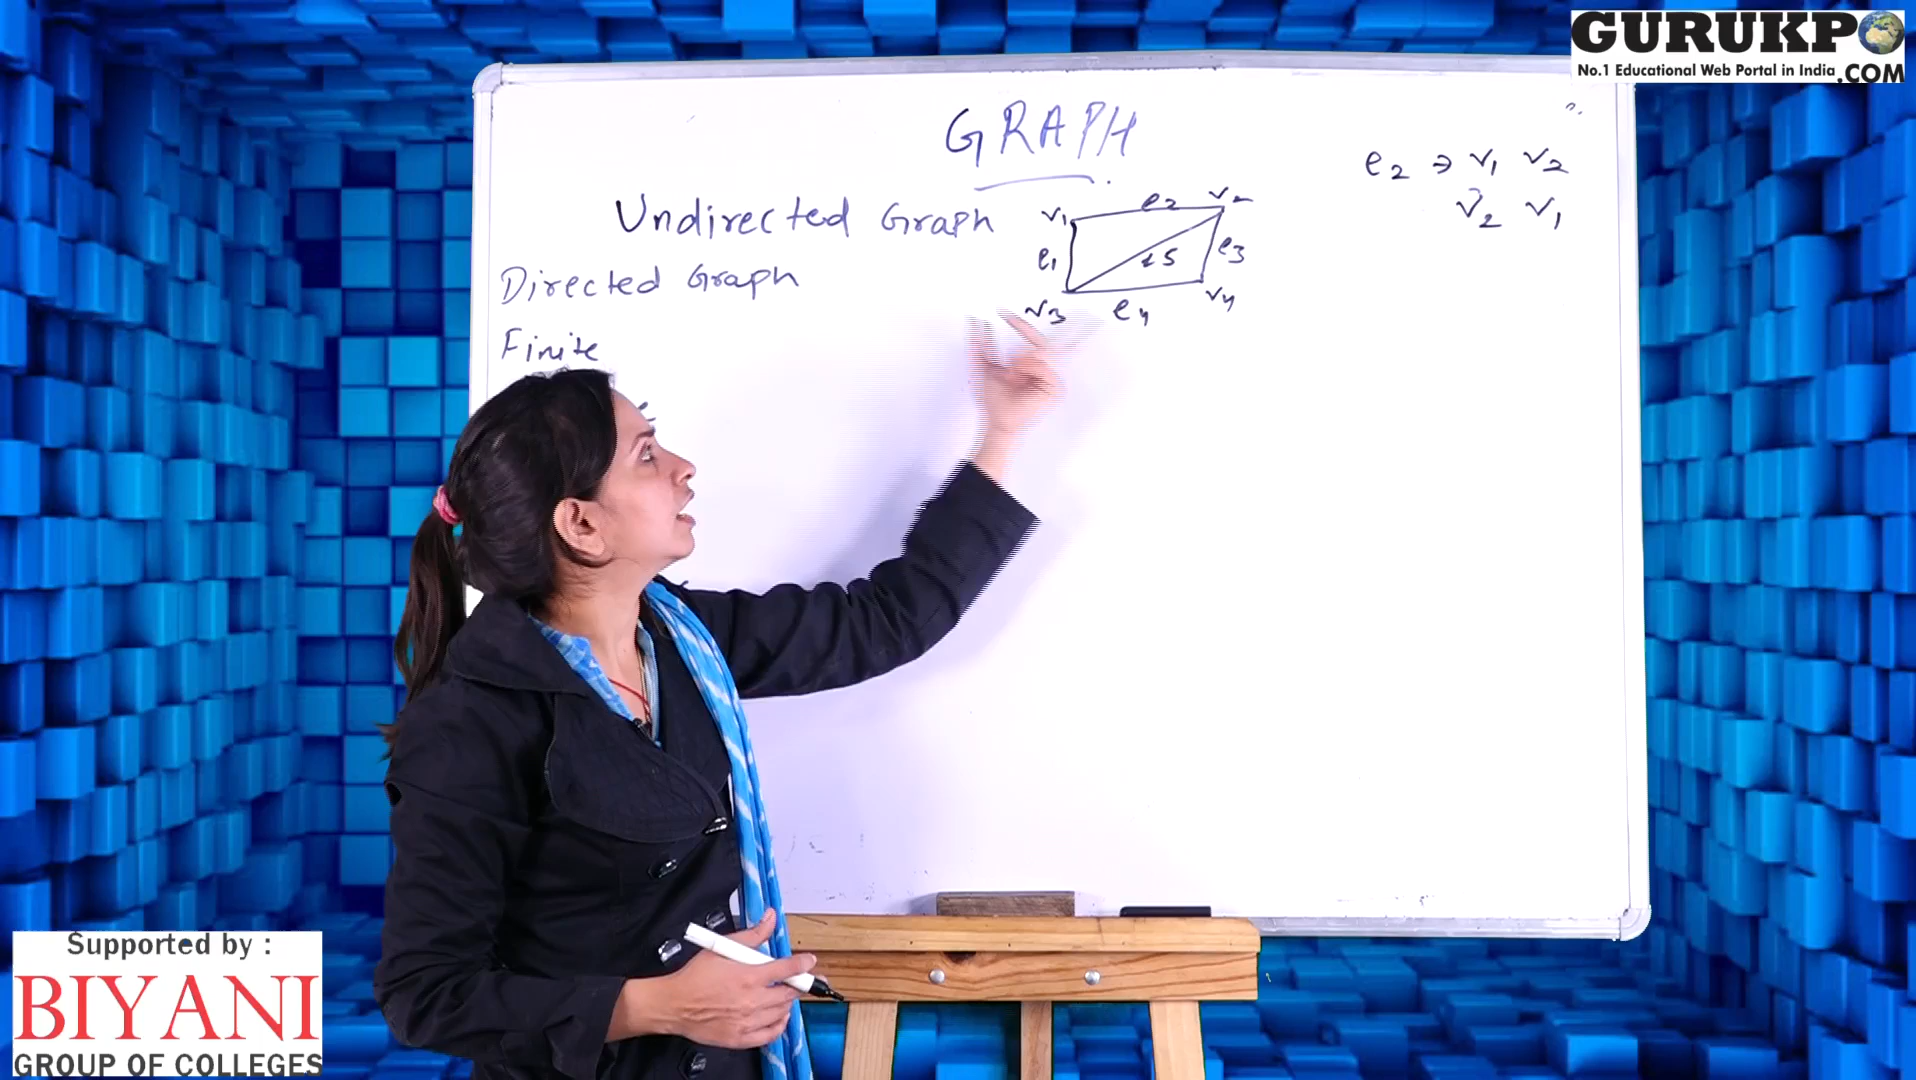 GURUKPO
No.1 Educational Web Portal in India .COM
GRAPH
e2 ⇒ v1 v2
v2 v1
Undirected Graph
Directed Graph
Finite
v1 e2 v2
e1 e5 e3
v3 e4 v4
Supported by :
BIYANI
GROUP OF COLLEGES